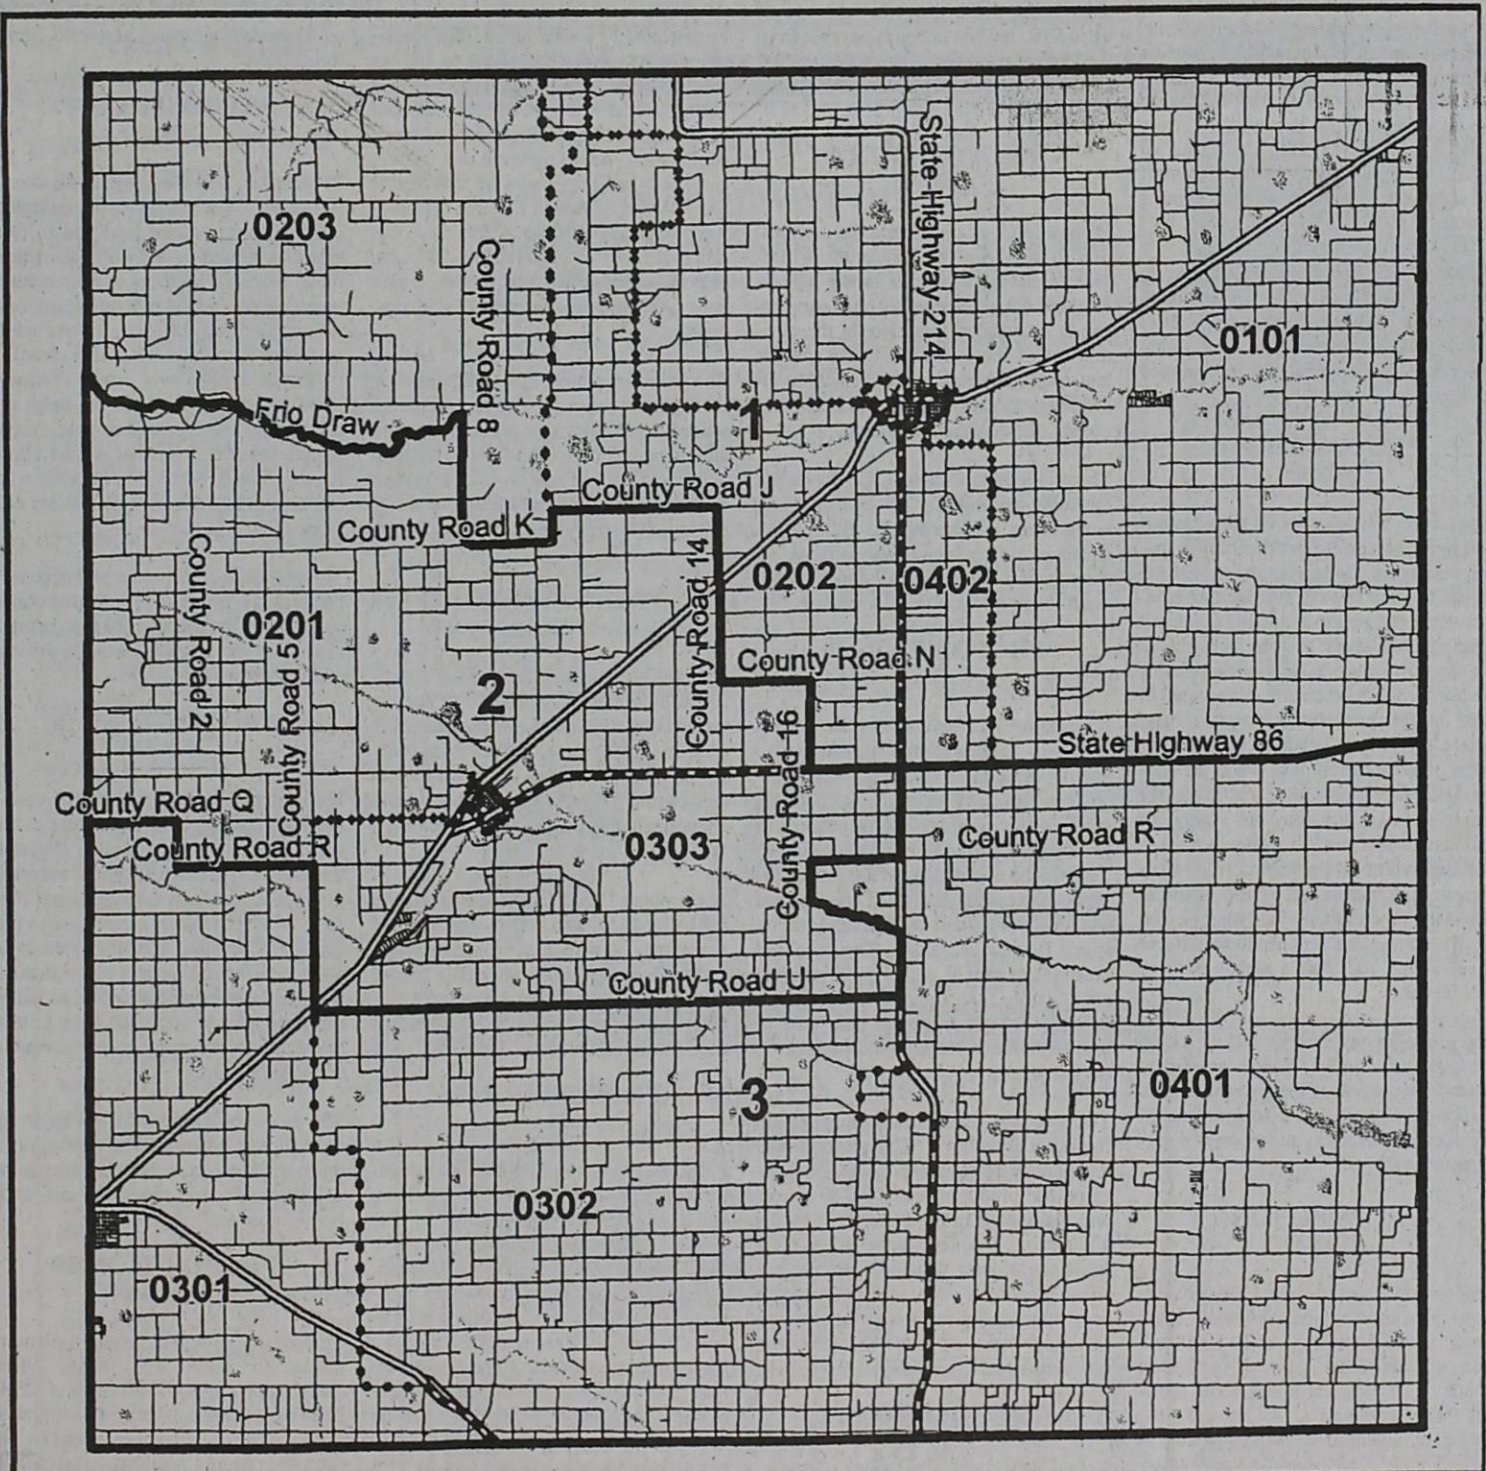 State Highway 214
0203
County Road 8
0101
Frio Draw
1
County Road J
County Road K
County Road 14
0202
0402
County Road 2
0201
County Road 5
County Road N
2
County Road 16
State Highway 86
County Road Q
County Road R
0303
County Road R
County Road U
3
0401
0302
0301